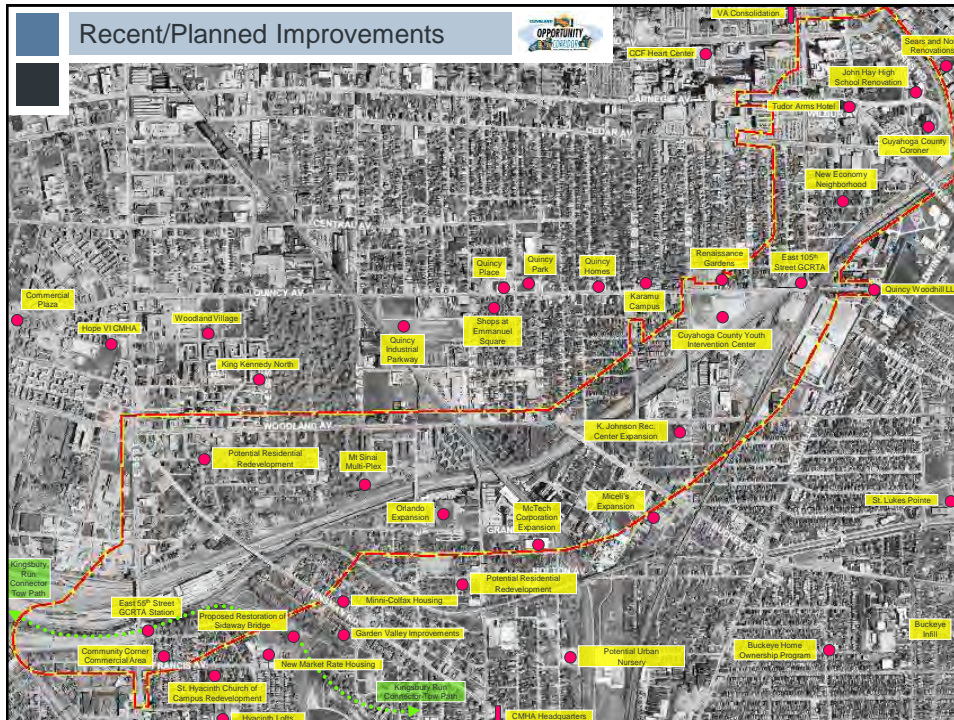 Recent/Planned Improvements
CLEVELAND
OPPORTUNITY
CORRIDOR
VA Consolidation
CCF Heart Center
Sears and No
Renovations
John Hay High
School Renovation
CARNEGIE AV
Tudor Arms Hotel
WILBUR AV
CEDAR AV
Cuyahoga County
Coroner
New Economy
Neighborhood
CENTRAL AV
Renaissance
Gardens
East 105th
Street GCRTA
Quincy
Place
Quincy
Park
Quincy
Homes
Karamu
Campus
QUINCY AV
Quincy Woodhill LL
Commercial
Plaza
Hope VI CMHA
Woodland Village
Quincy
Industrial
Parkway
Shops at
Emmanuel
Square
Cuyahoga County Youth
Intervention Center
King Kennedy North
WOODLAND AV
K. Johnson Rec.
Center Expansion
Potential Residential
Redevelopment
Mt Sinai
Multi-Plex
Orlando
Expansion
McTech
Corporation
Expansion
Miceli's
Expansion
St. Lukes Pointe
GRAN
HOLTON AV
Kingsbury
Run
Connector
Tow Path
Potential Residential
Redevelopment
Minni-Colfax Housing
East 55th Street
GCRTA Station
Proposed Restoration of
Sidaway Bridge
Garden Valley Improvements
Buckeye
Infill
Community Corner
Commercial Area
FRANCIS AV
New Market Rate Housing
Potential Urban
Nursery
Buckeye Home
Ownership Program
St. Hyacinth Church of
Campus Redevelopment
Kingsbury Run
Connector Tow Path
Hyacinth Lofts
CMHA Headquarters